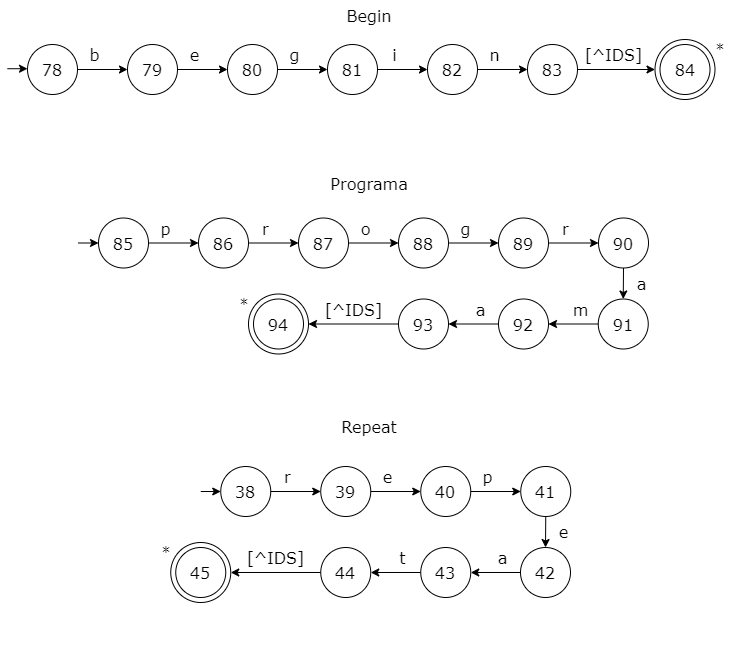 Begin
b e g i n [^IDS]
78 79 80 81 82 83 84 *
Programa
p r o g r
85 86 87 88 89 90
a
* [^IDS] a m
94 93 92 91
Repeat
r e p
38 39 40 41
e
* [^IDS] t a
45 44 43 42